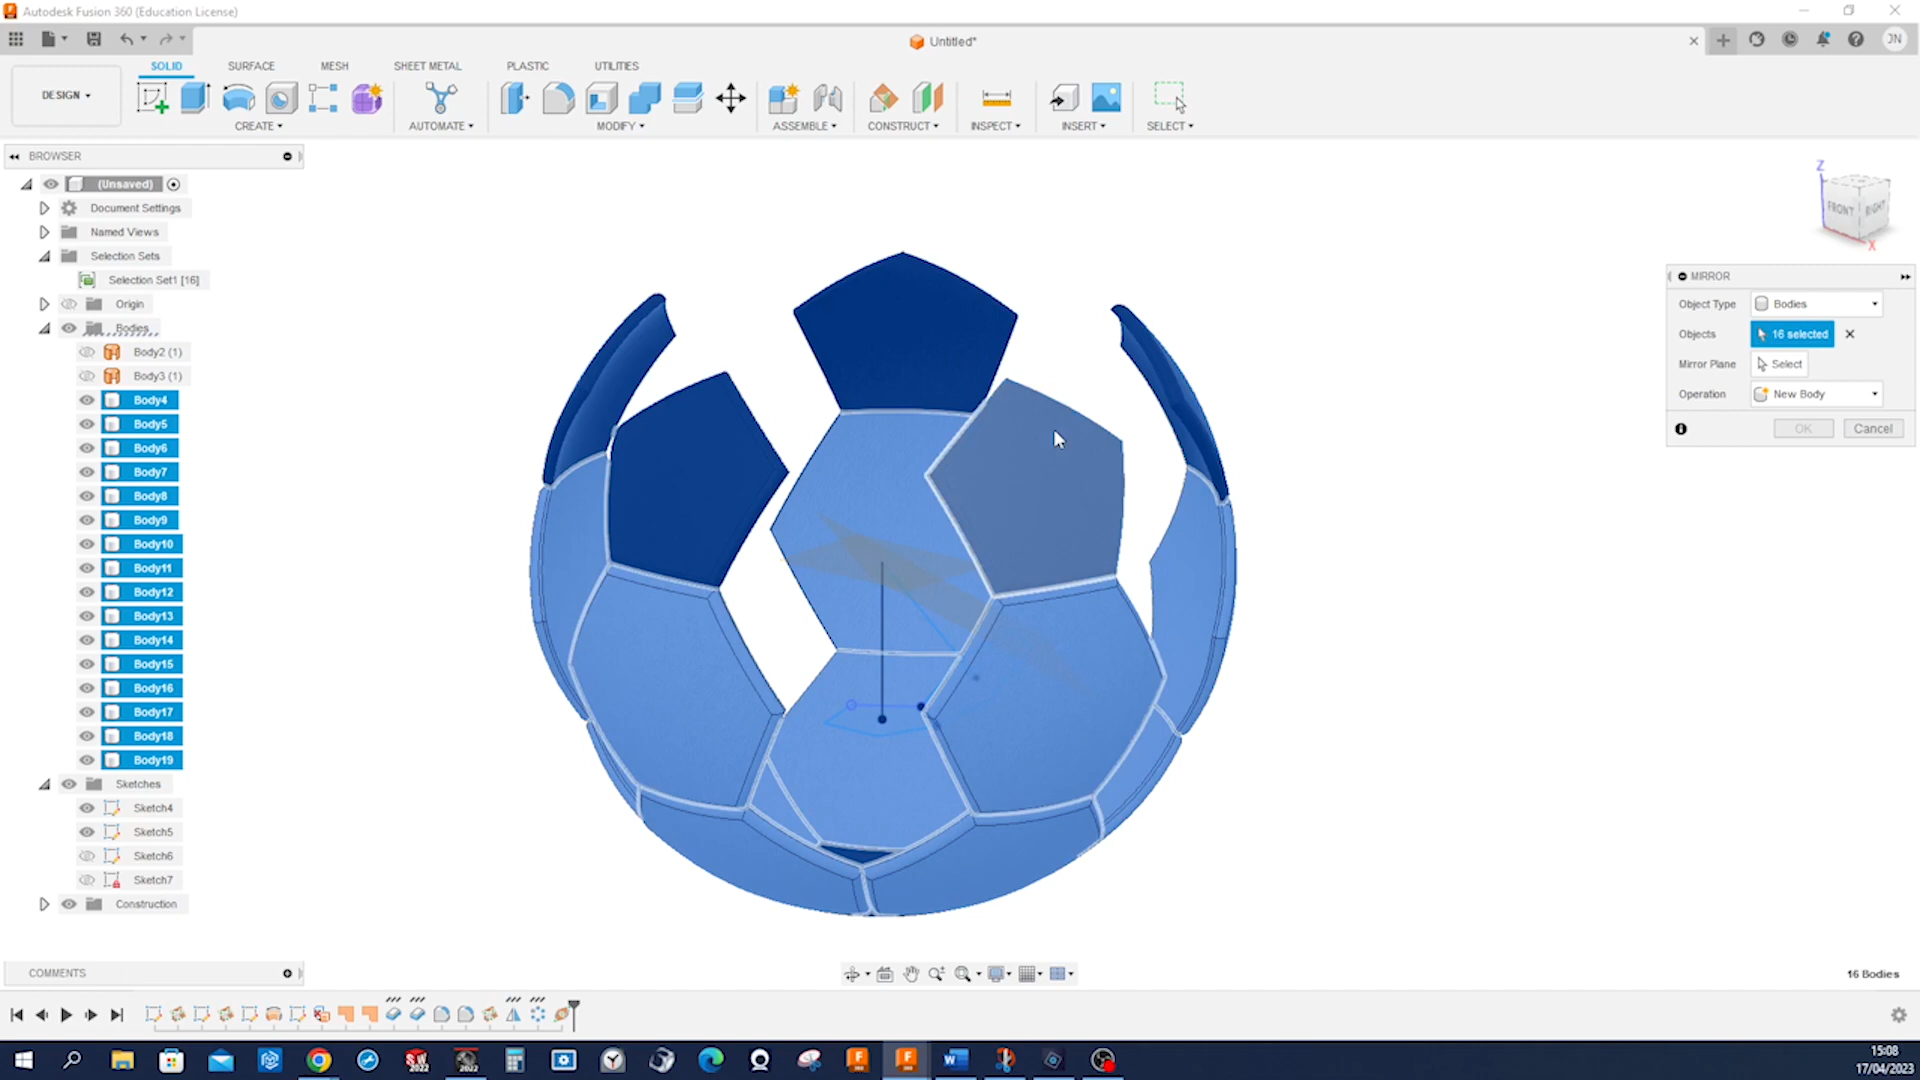 Autodesk Fusion 360 (Education License)
Untitled*
JN
DESIGN
SOLID
SURFACE
MESH
SHEET METAL
PLASTIC
UTILITIES
CREATE
AUTOMATE
MODIFY
ASSEMBLE
CONSTRUCT
INSPECT
INSERT
SELECT
BROWSER
(Unsaved)
Document Settings
Named Views
Selection Sets
Selection Set1 [16]
Origin
Bodies
Body2 (1)
Body3 (1)
Body4
Body5
Body6
Body7
Body8
Body9
Body10
Body11
Body12
Body13
Body14
Body15
Body16
Body17
Body18
Body19
Sketches
Sketch4
Sketch5
Sketch6
Sketch7
Construction
Z
FRONT
RIGHT
X
MIRROR
Object Type
Bodies
Objects
16 selected
Mirror Plane
Select
Operation
New Body
OK
Cancel
COMMENTS
16 Bodies
15:08
17/04/2023